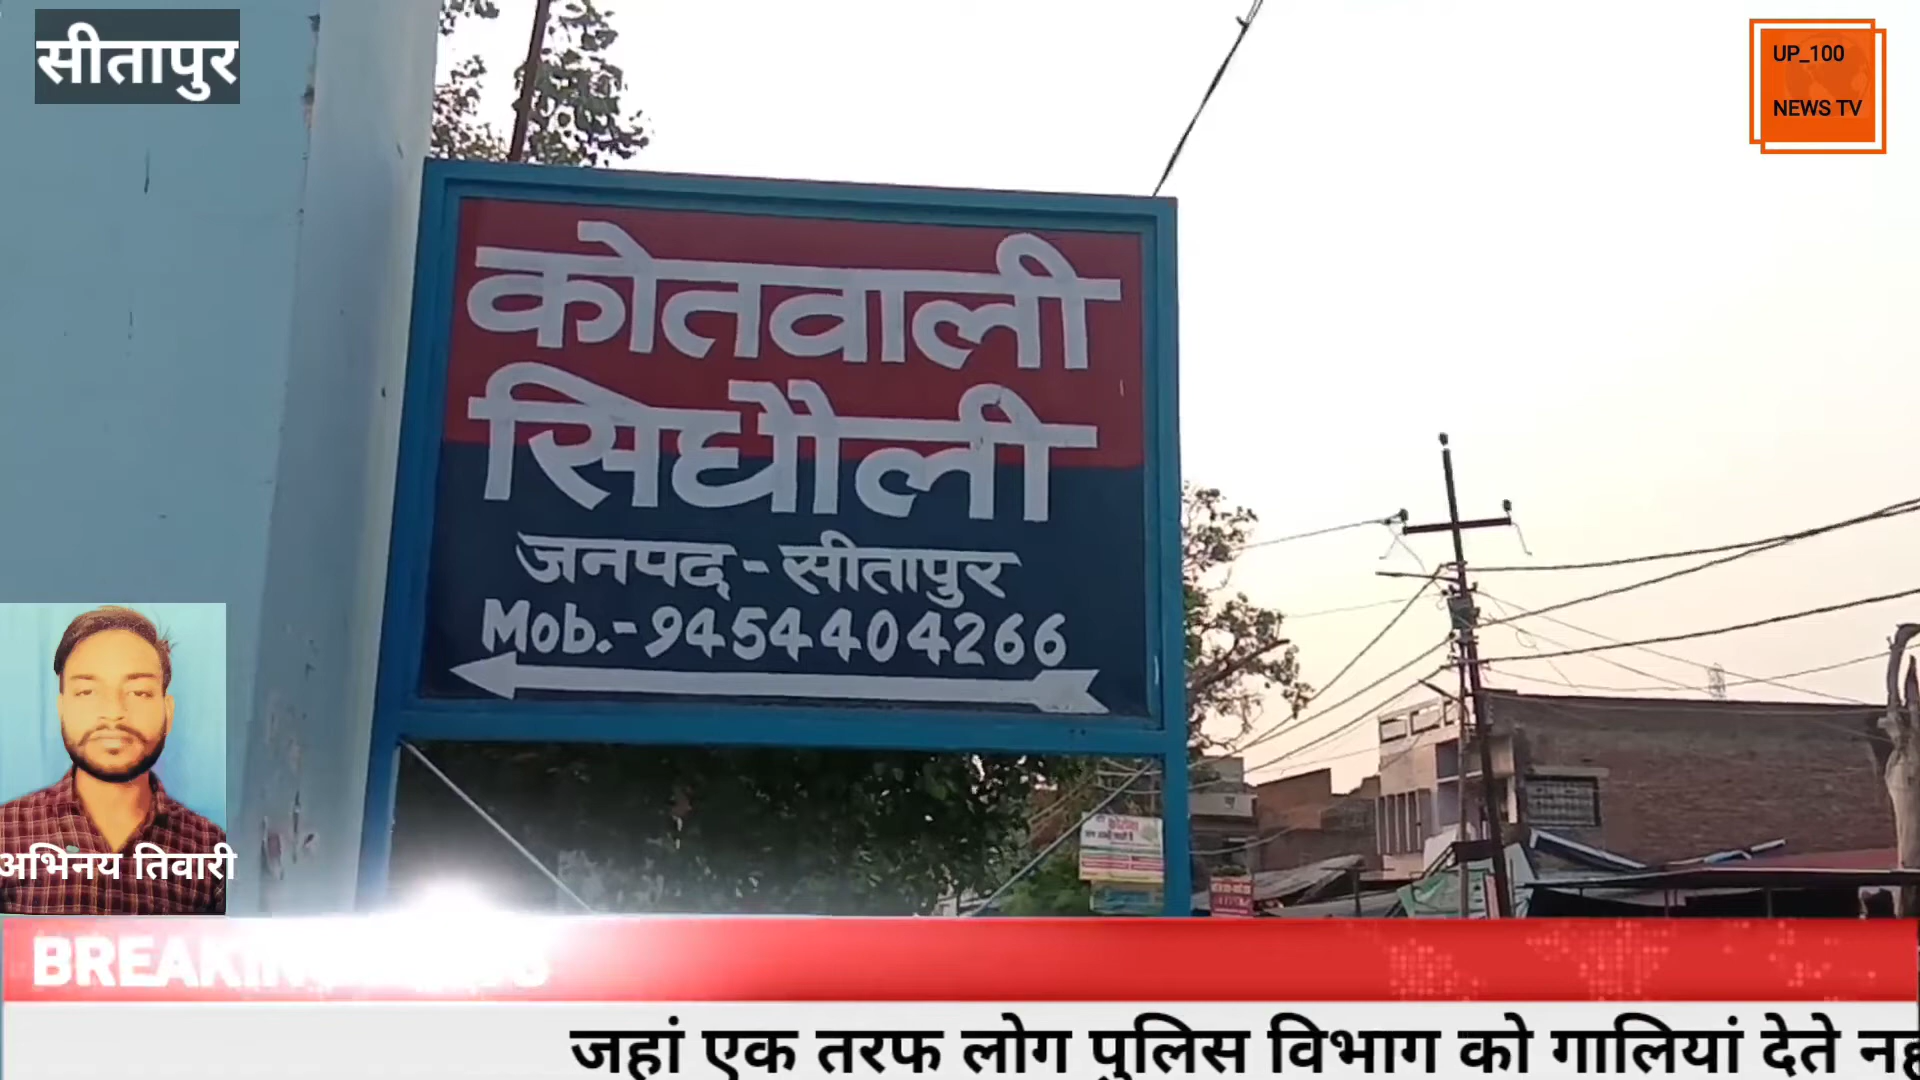 सीतापुर
UP_100
NEWS TV
कोतवाली
सिधौली
जनपद-सीतापुर
Mob.-9454404266
अभिनय तिवारी
जहां एक तरफ लोग पुलिस विभाग को गालियां देते